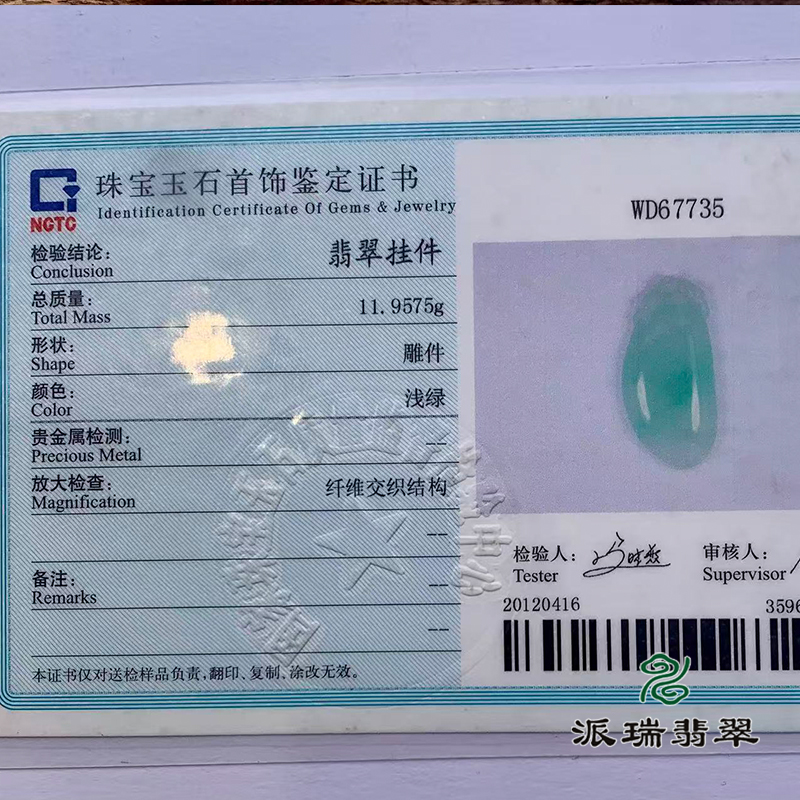 NGTC
珠宝玉石首饰鉴定证书
Identification Certificate Of Gems & Jewelry
检验结论： 翡翠挂件
Conclusion
总质量： 11.9575g
Total Mass
形状： 雕件
Shape
颜色： 浅绿
Color
贵金属检测： --
Precious Metal
放大检查： 纤维交织结构
Magnification
--
备注： --
Remarks
--
本证书仅对送检样品负责，翻印、复制、涂改无效。
WD67735
检验人： 审核人：
Tester Supervisor
20120416 3596
派瑞翡翠